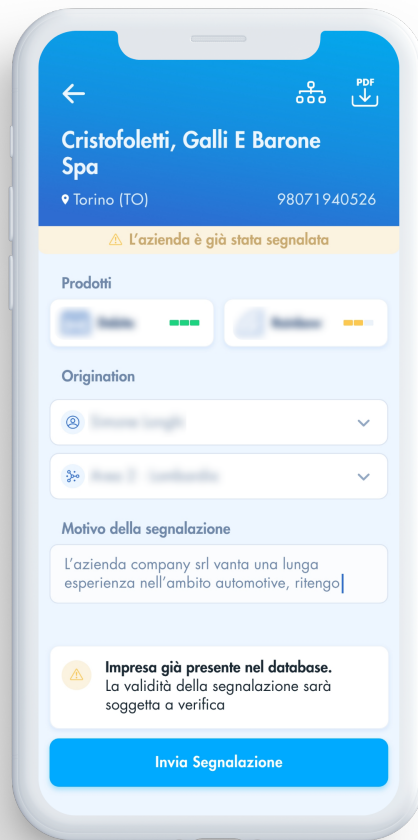 PDF
Cristofoletti, Galli E Barone
Spa
Torino (TO) 98071940526
L'azienda è già stata segnalata
Prodotti
Origination
Motivo della segnalazione
L'azienda company srl vanta una lunga
esperienza nell'ambito automotive, ritengo
Impresa già presente nel database.
La validità della segnalazione sarà
soggetta a verifica
Invia Segnalazione